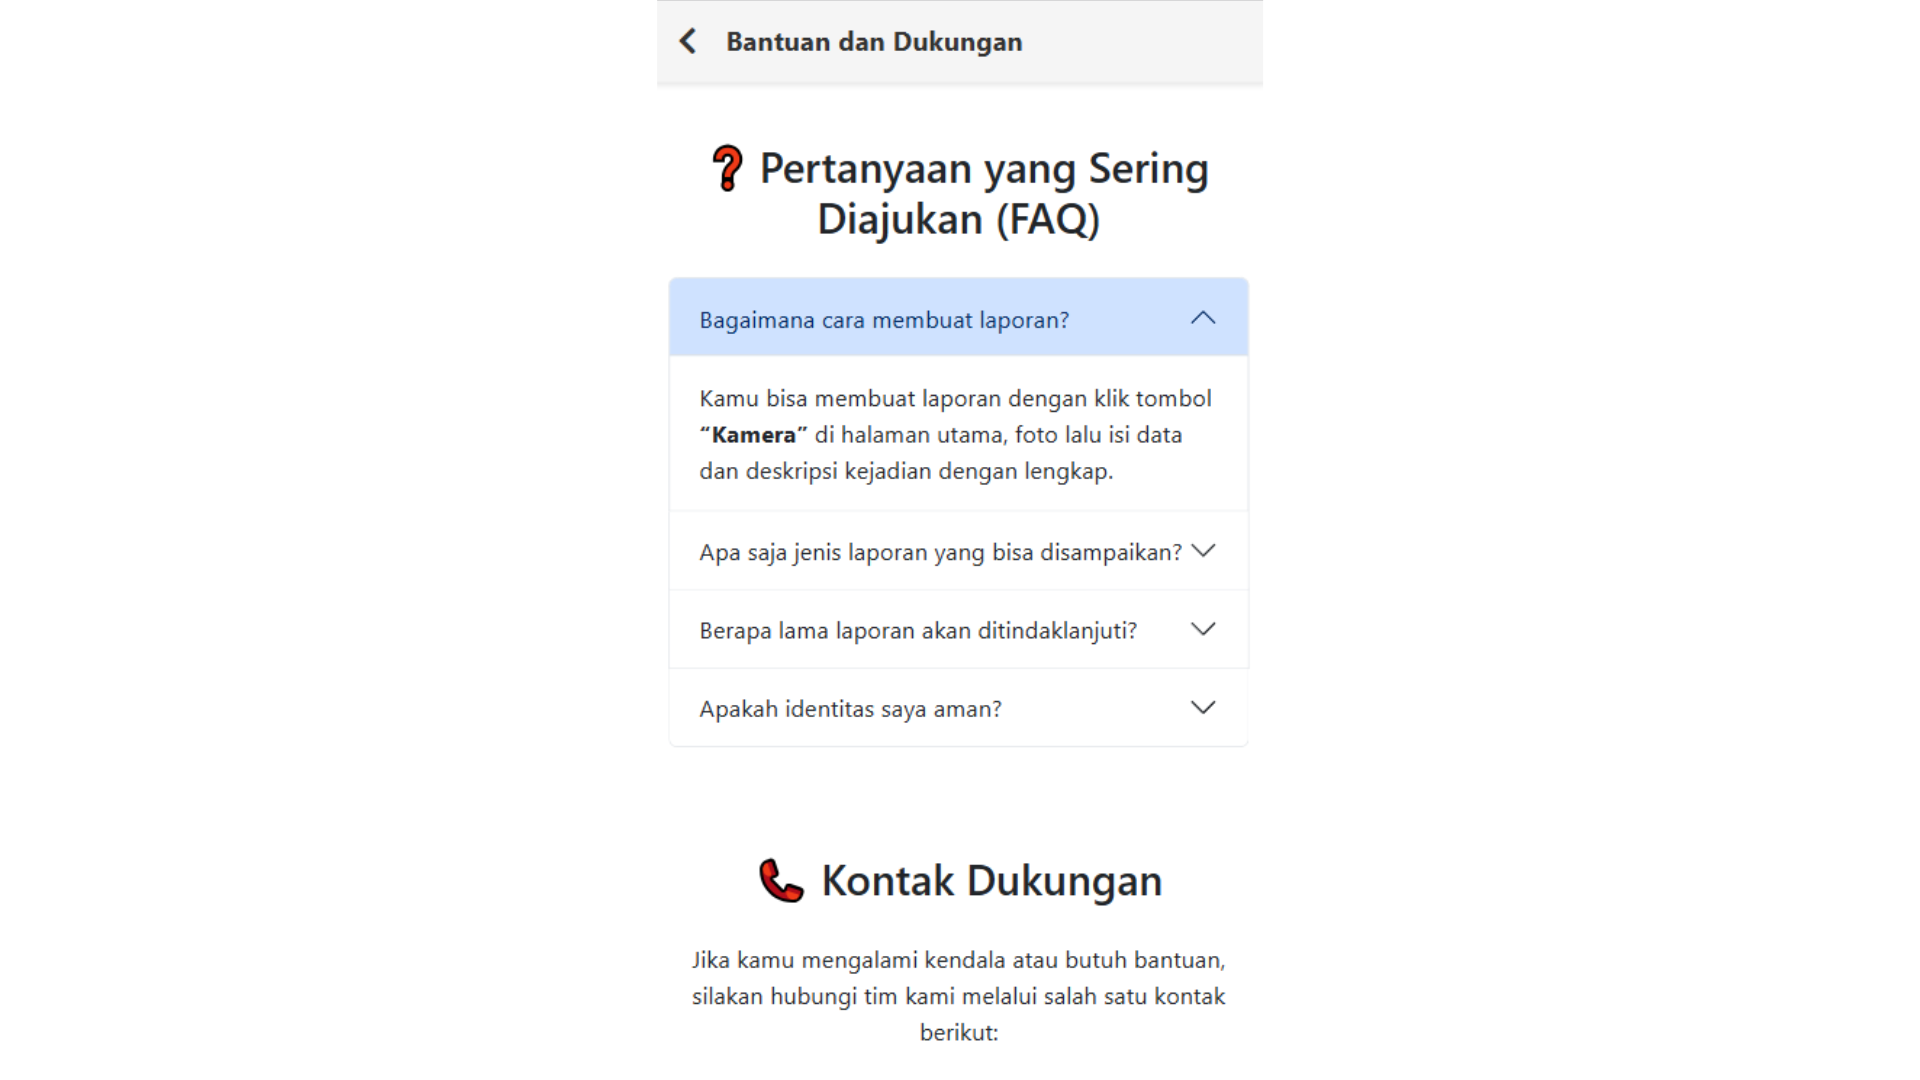 Bantuan dan Dukungan
❓ Pertanyaan yang Sering
Diajukan (FAQ)
Bagaimana cara membuat laporan?
Kamu bisa membuat laporan dengan klik tombol
“Kamera” di halaman utama, foto lalu isi data
dan deskripsi kejadian dengan lengkap.
Apa saja jenis laporan yang bisa disampaikan?
Berapa lama laporan akan ditindaklanjuti?
Apakah identitas saya aman?
📞 Kontak Dukungan
Jika kamu mengalami kendala atau butuh bantuan,
silakan hubungi tim kami melalui salah satu kontak
berikut: